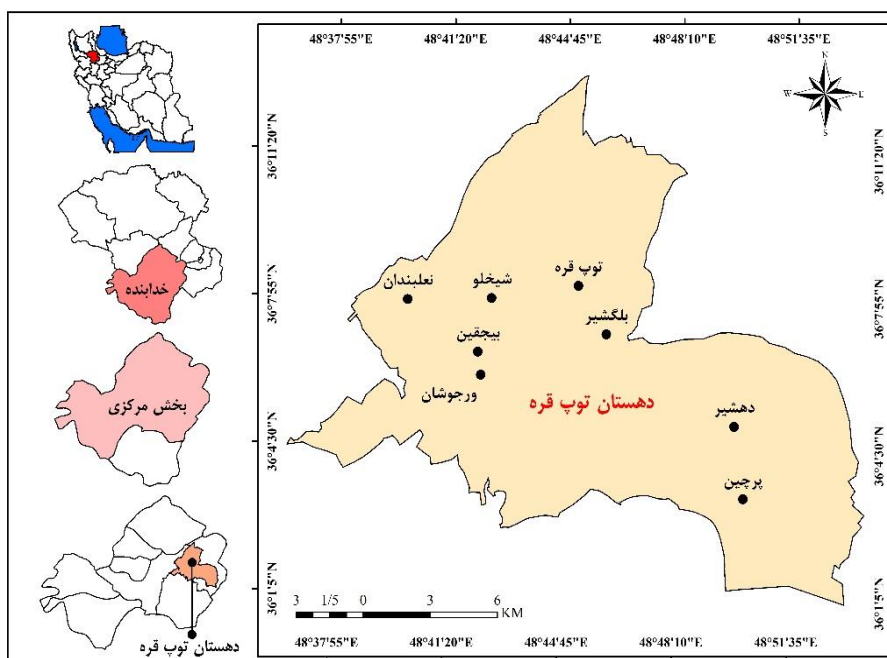 48°37'55"E 48°41'20"E 48°44'45"E 48°48'10"E 48°51'35"E
N
W E
S
36°11'20"N 36°11'20"N
توپ قره
شیخلو
نعلبندان
36°7'55"N 36°7'55"N
بلگشیر
بیجقین
ورجوشان
دهستان توپ قره
دهشیر
36°4'30"N 36°4'30"N
پرچین
36°1'5"N 36°1'5"N
3 1/5 0 3 6
KM
48°37'55"E 48°41'20"E 48°44'45"E 48°48'10"E 48°51'35"E
خدابنده
بخش مرکزی
دهستان توپ قره